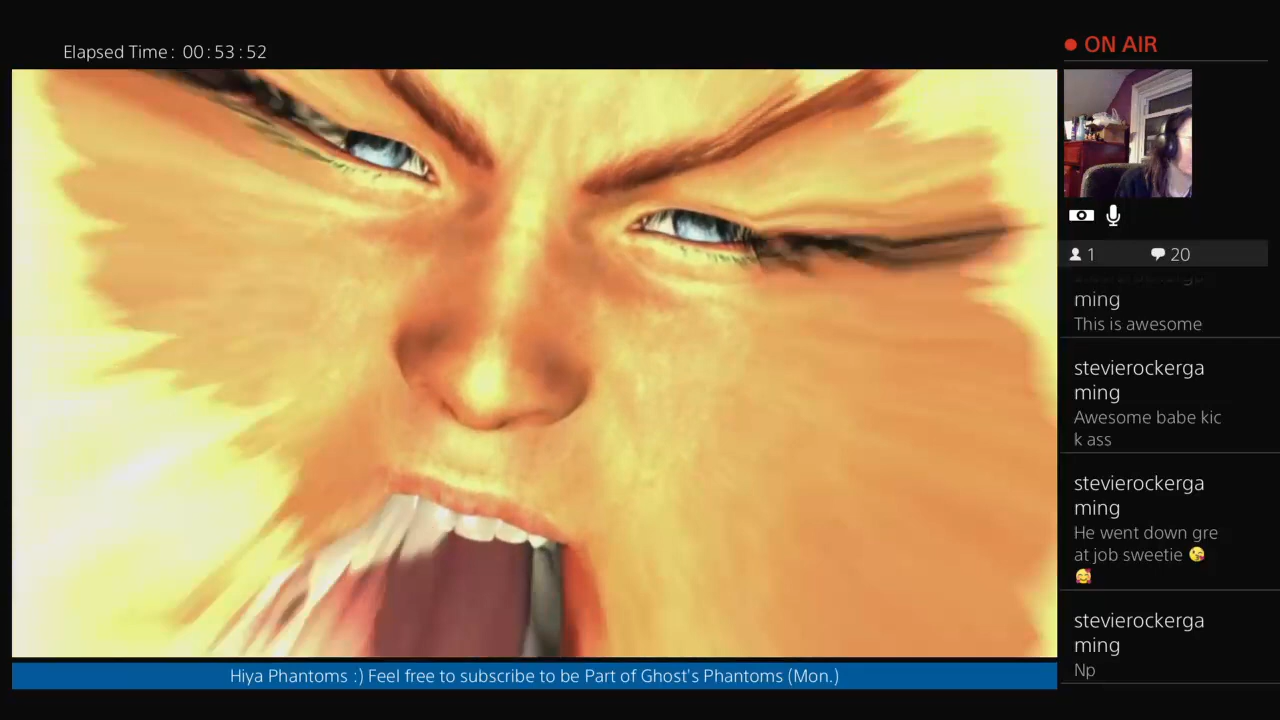 Elapsed Time: 00:53:52
ON AIR
1
20
ming
This is awesome
stevierockerga
ming
Awesome babe kic
k ass
stevierockerga
ming
He went down gre
at job sweetie 😘
🥰
stevierockerga
ming
Np
Hiya Phantoms :) Feel free to subscribe to be Part of Ghost's Phantoms (Mon.)